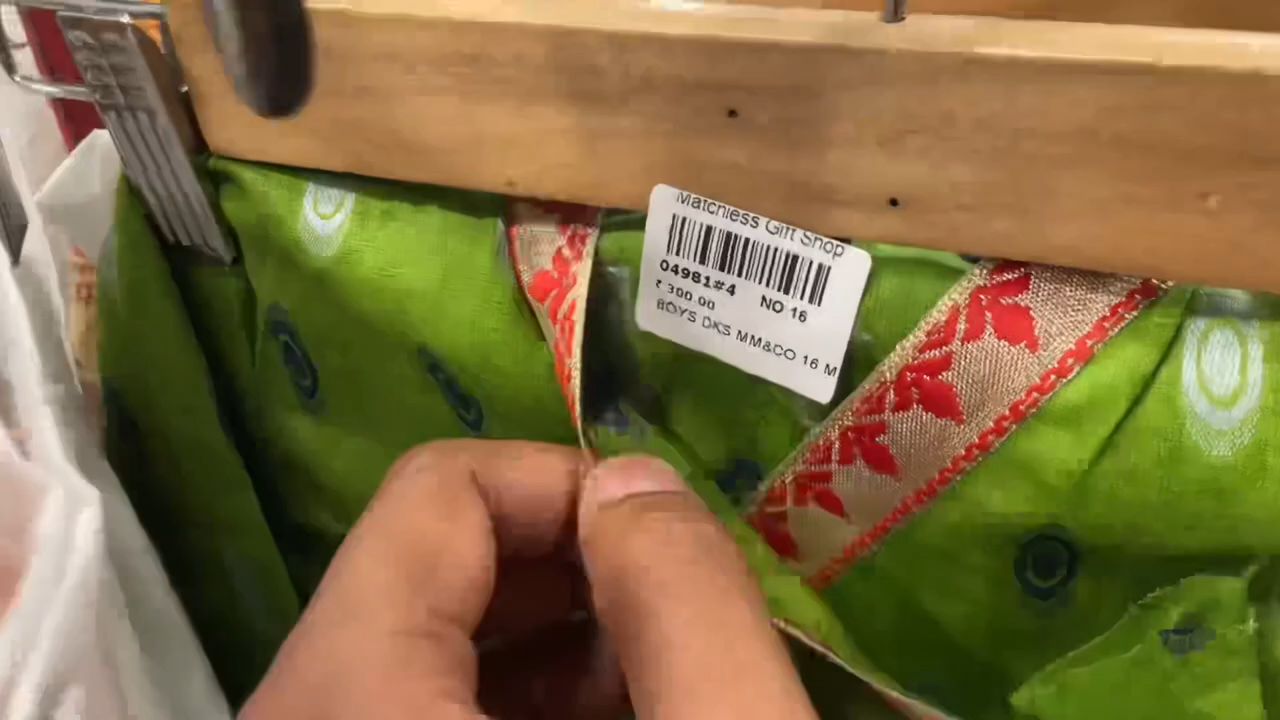 Matchless Gift Shop
04981#4 NO 16
₹ 300.00
BOYS DKS MM&CO 16 M